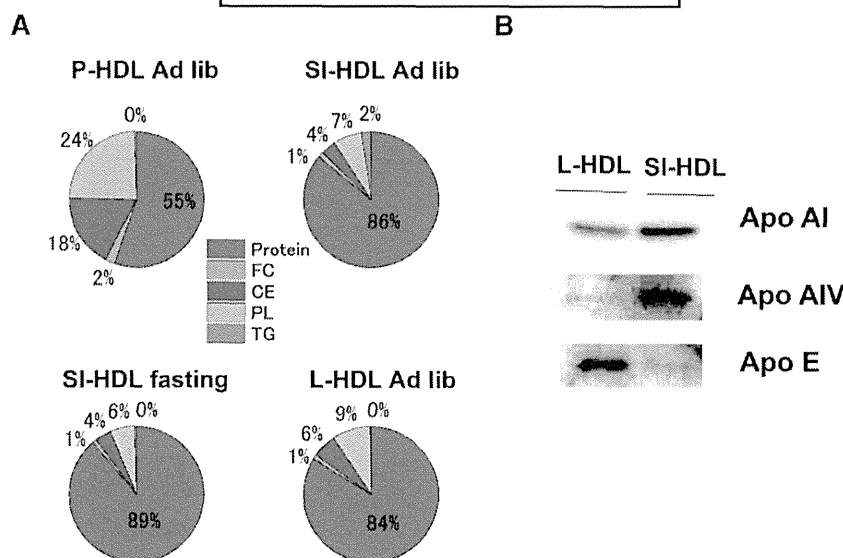 A
B
P-HDL Ad lib
SI-HDL Ad lib
0%
24%
55%
18%
2%
2%
7%
4%
1%
86%
Protein
FC
CE
PL
TG
SI-HDL fasting
L-HDL Ad lib
0%
6%
4%
1%
89%
0%
9%
6%
1%
84%
L-HDL SI-HDL
Apo AI
Apo AIV
Apo E